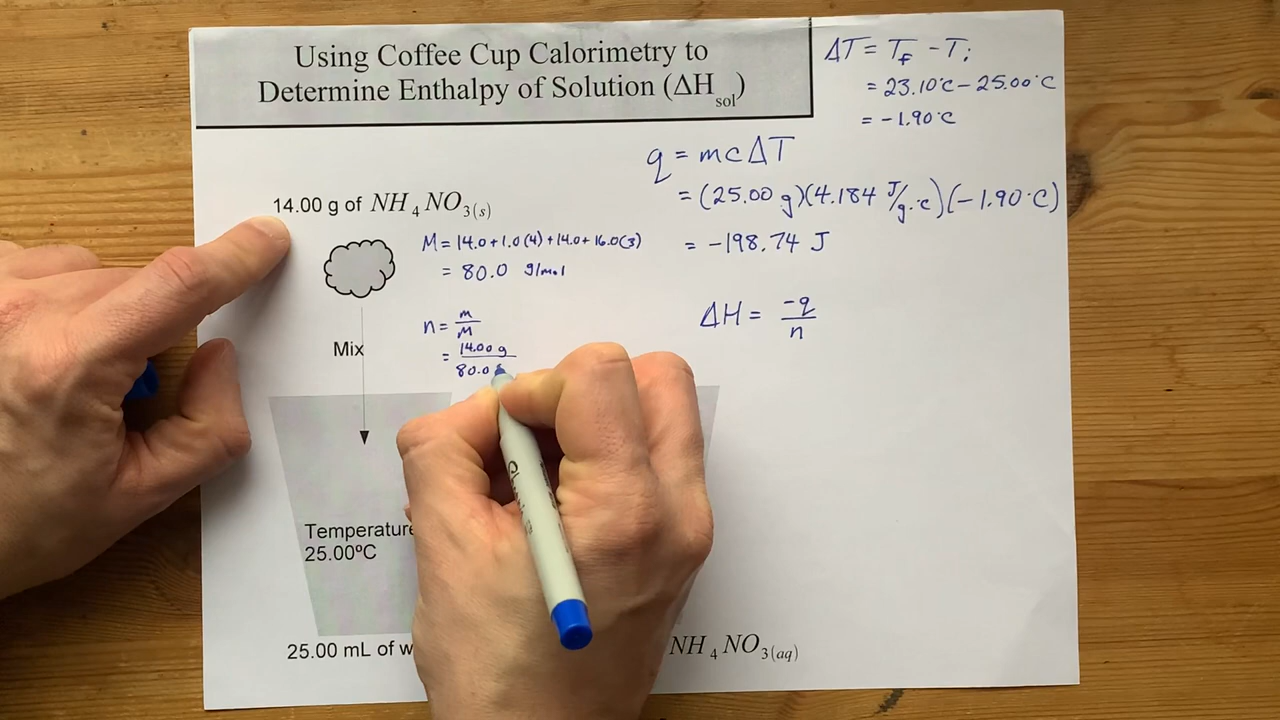 Using Coffee Cup Calorimetry to
Determine Enthalpy of Solution (ΔH sol)
ΔT = Tf - Ti
= 23.10°C - 25.00°C
= -1.90°C
q = mcΔT
= (25.00 g)(4.184 J/g·°C)(-1.90°C)
= -198.74 J
ΔH = -q/n
14.00 g of NH4NO3(s)
M = 14.0+1.0(4)+14.0+16.0(3)
= 80.0 g/mol
n = m/M
= 14.00 g
80.0
Mix
Temperature
25.00ºC
25.00 mL of
NH4NO3(aq)